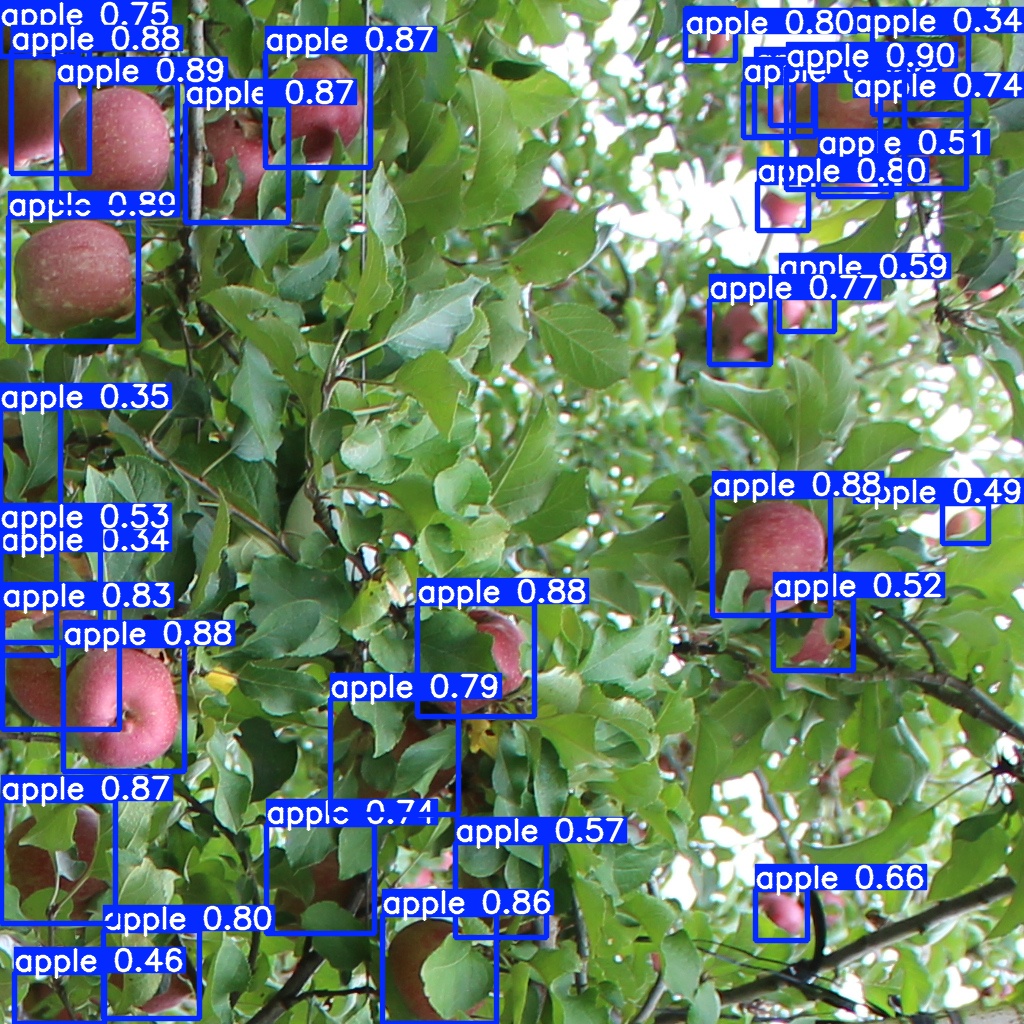 apple 0.75
apple 0.88
apple 0.87
apple 0.80
apple 0.34
apple 0.89
apple 0.87
apple 0.90
apple 0.74
apple 0.51
apple 0.80
apple 0.89
apple 0.59
apple 0.77
apple 0.35
apple 0.88
apple 0.49
apple 0.53
apple 0.34
apple 0.83
apple 0.88
apple 0.52
apple 0.88
apple 0.79
apple 0.87
apple 0.74
apple 0.57
apple 0.66
apple 0.86
apple 0.80
apple 0.46